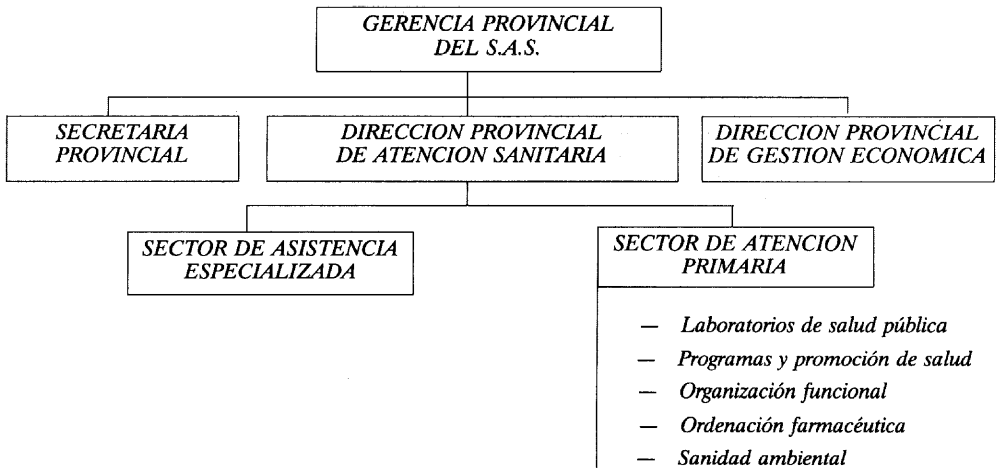 GERENCIA PROVINCIAL
DEL S.A.S.
SECRETARIA
PROVINCIAL
DIRECCION PROVINCIAL
DE ATENCION SANITARIA
DIRECCION PROVINCIAL
DE GESTION ECONOMICA
SECTOR DE ASISTENCIA
ESPECIALIZADA
SECTOR DE ATENCION
PRIMARIA
— Laboratorios de salud pública
— Programas y promoción de salud
— Organización funcional
— Ordenación farmacéutica
— Sanidad ambiental